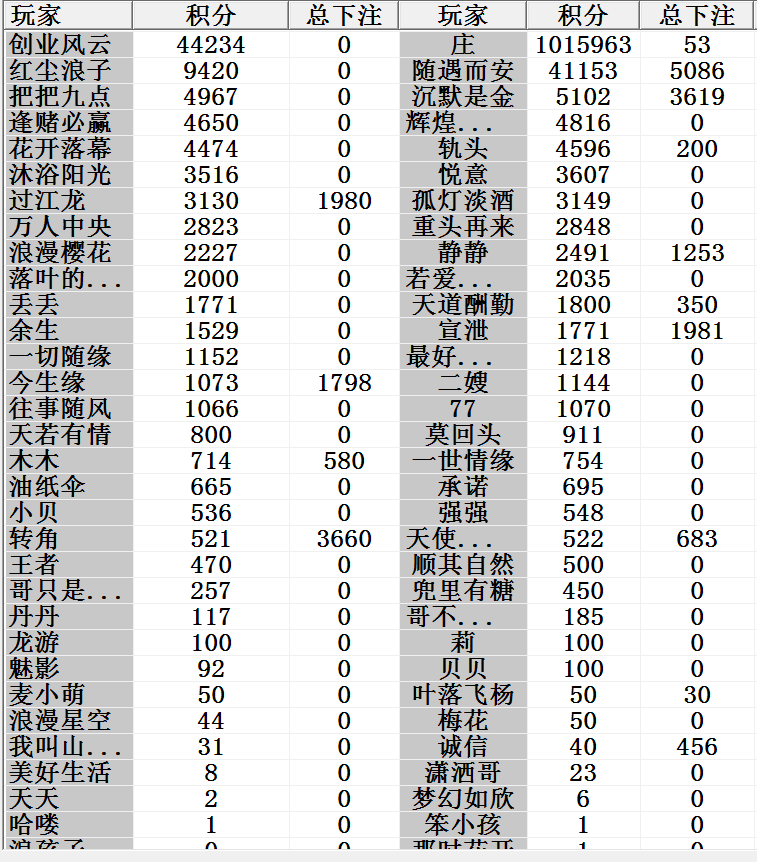 玩家 积分 总下注 玩家 积分 总下注
创业风云 44234 0 庄 1015963 53
红尘浪子 9420 0 随遇而安 41153 5086
把把九点 4967 0 沉默是金 5102 3619
逢赌必赢 4650 0 辉煌... 4816 0
花开落幕 4474 0 轨头 4596 200
沐浴阳光 3516 0 悦意 3607 0
过江龙 3130 1980 孤灯淡酒 3149 0
万人中央 2823 0 重头再来 2848 0
浪漫樱花 2227 0 静静 2491 1253
落叶的... 2000 0 若爱... 2035 0
丢丢 1771 0 天道酬勤 1800 350
余生 1529 0 宣泄 1771 1981
一切随缘 1152 0 最好... 1218 0
今生缘 1073 1798 二嫂 1144 0
往事随风 1066 0 77 1070 0
天若有情 800 0 莫回头 911 0
木木 714 580 一世情缘 754 0
油纸伞 665 0 承诺 695 0
小贝 536 0 强强 548 0
转角 521 3660 天使... 522 683
王者 470 0 顺其自然 500 0
哥只是... 257 0 兜里有糖 450 0
丹丹 117 0 哥不... 185 0
龙游 100 0 莉 100 0
魅影 92 0 贝贝 100 0
麦小萌 50 0 叶落飞杨 50 30
浪漫星空 44 0 梅花 50 0
我叫山... 31 0 诚信 40 456
美好生活 8 0 潇洒哥 23 0
天天 2 0 梦幻如欣 6 0
哈喽 1 0 笨小孩 1 0
浪孩子 0 0 那时花开 1 0